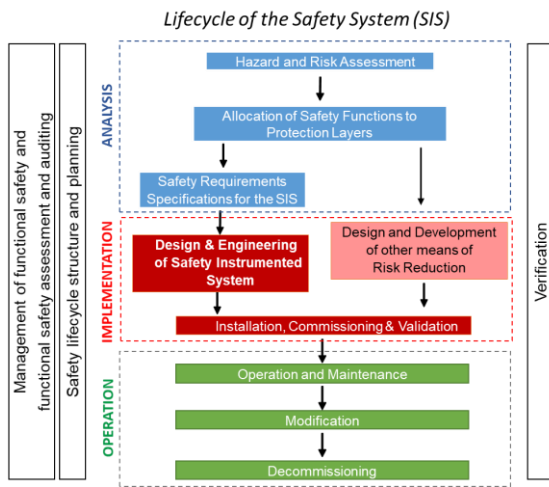 Lifecycle of the Safety System (SIS)
Management of functional safety and
functional safety assessment and auditing
Safety lifecycle structure and planning
ANALYSIS
Hazard and Risk Assessment
Allocation of Safety Functions to
Protection Layers
Safety Requirements
Specifications for the SIS
IMPLEMENTATION
Design & Engineering
of Safety Instrumented
System
Design and Development
of other means of
Risk Reduction
Installation, Commissioning & Validation
OPERATION
Operation and Maintenance
Modification
Decommissioning
Verification